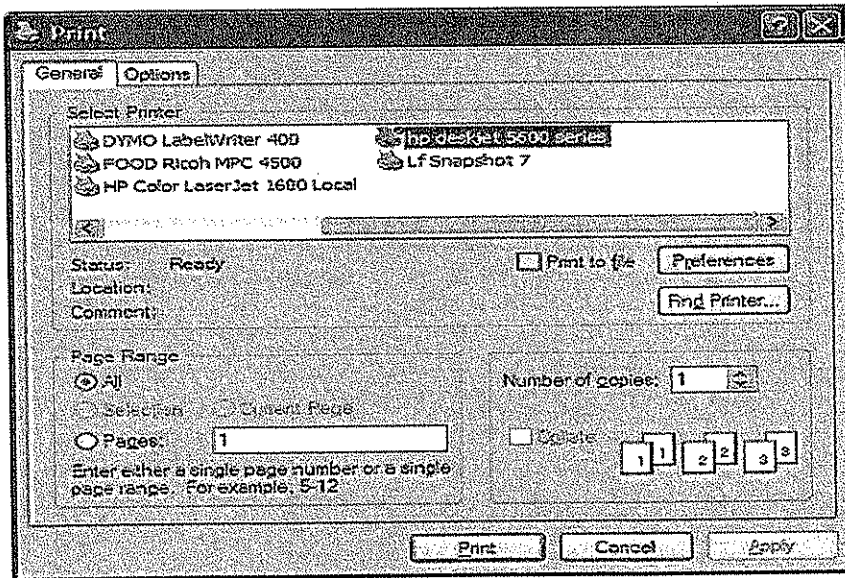 Print
General Options
Select Printer
DYMO LabelWriter 400
FOOD Ricoh MPC 4500
HP Color LaserJet 1600 Local
hp deskjet 5600 series
Lf Snapshot 7
Status: Ready
Location:
Comment:
Print to file
Preferences
Find Printer...
Page Range
All
Selection Current Page
Pages: 1
Enter either a single page number or a single
page range. For example, 5-12
Number of copies: 1
Collate
1 1 2 2 3 3
Print Cancel Apply